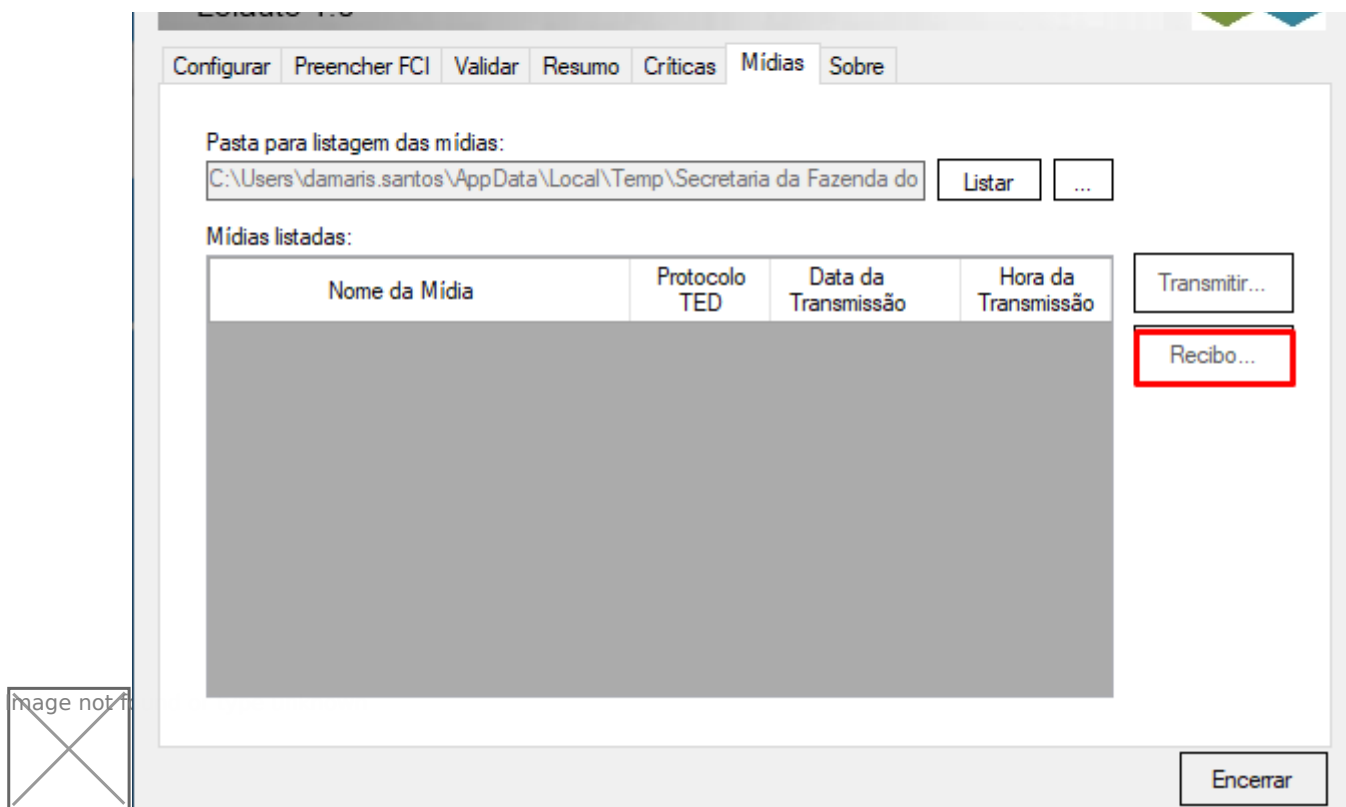 Configurar Preencher FCI Validar Resumo Críticas Mídias Sobre
Pasta para listagem das mídias:
C:\Users\damaris.santos\AppData\Local\Temp\Secretaria da Fazenda do Listar ...
Mídias listadas:
Nome da Mídia Protocolo TED Data da Transmissão Hora da Transmissão
Transmitir...
Recibo...
Image not
Encerrar